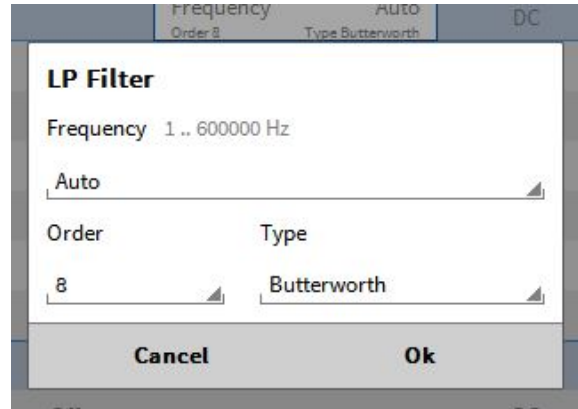 Frequency Auto DC
Order 8 Type Butterworth
LP Filter
Frequency 1 .. 600000 Hz
Auto
Order Type
8 Butterworth
Cancel Ok